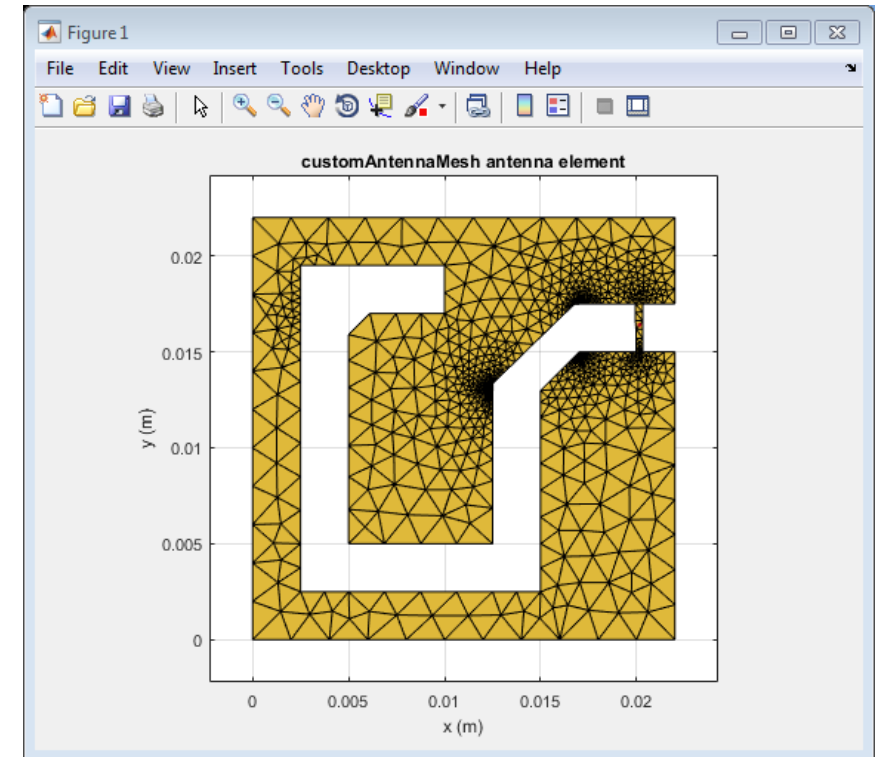 Figure 1
File Edit View Insert Tools Desktop Window Help
customAntennaMesh antenna element
0.02
0.015
0.01
0.005
0
y (m)
0 0.005 0.01 0.015 0.02
x (m)